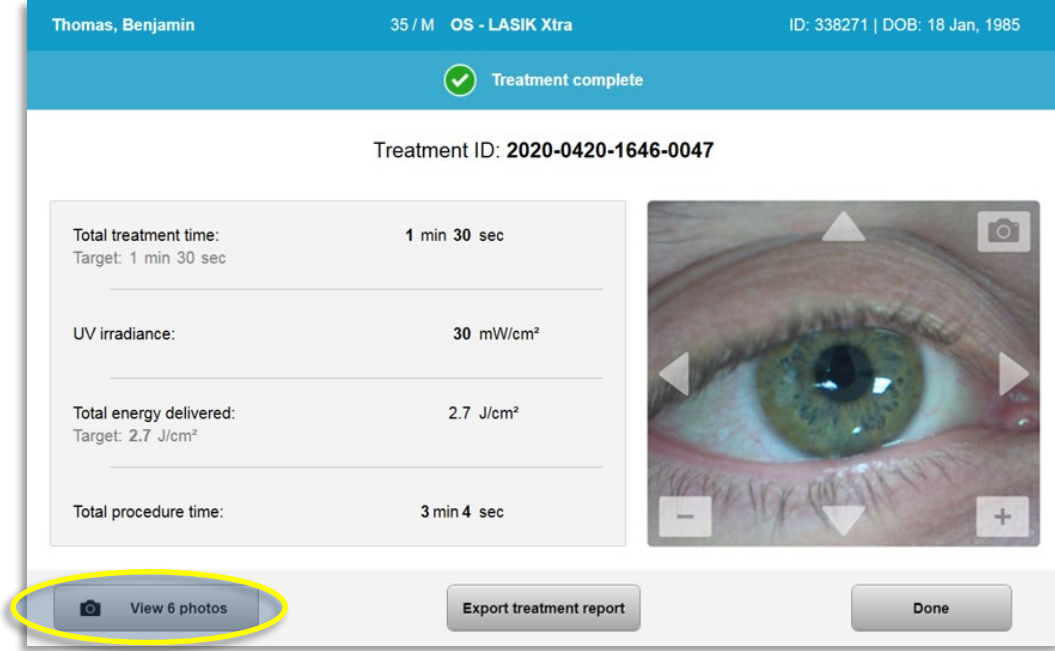 Thomas, Benjamin 35 / M OS - LASIK Xtra ID: 338271 | DOB: 18 Jan, 1985
Treatment complete
Treatment ID: 2020-0420-1646-0047
Total treatment time: 1 min 30 sec
Target: 1 min 30 sec
UV irradiance: 30 mW/cm²
Total energy delivered: 2.7 J/cm²
Target: 2.7 J/cm²
Total procedure time: 3 min 4 sec
View 6 photos Export treatment report Done